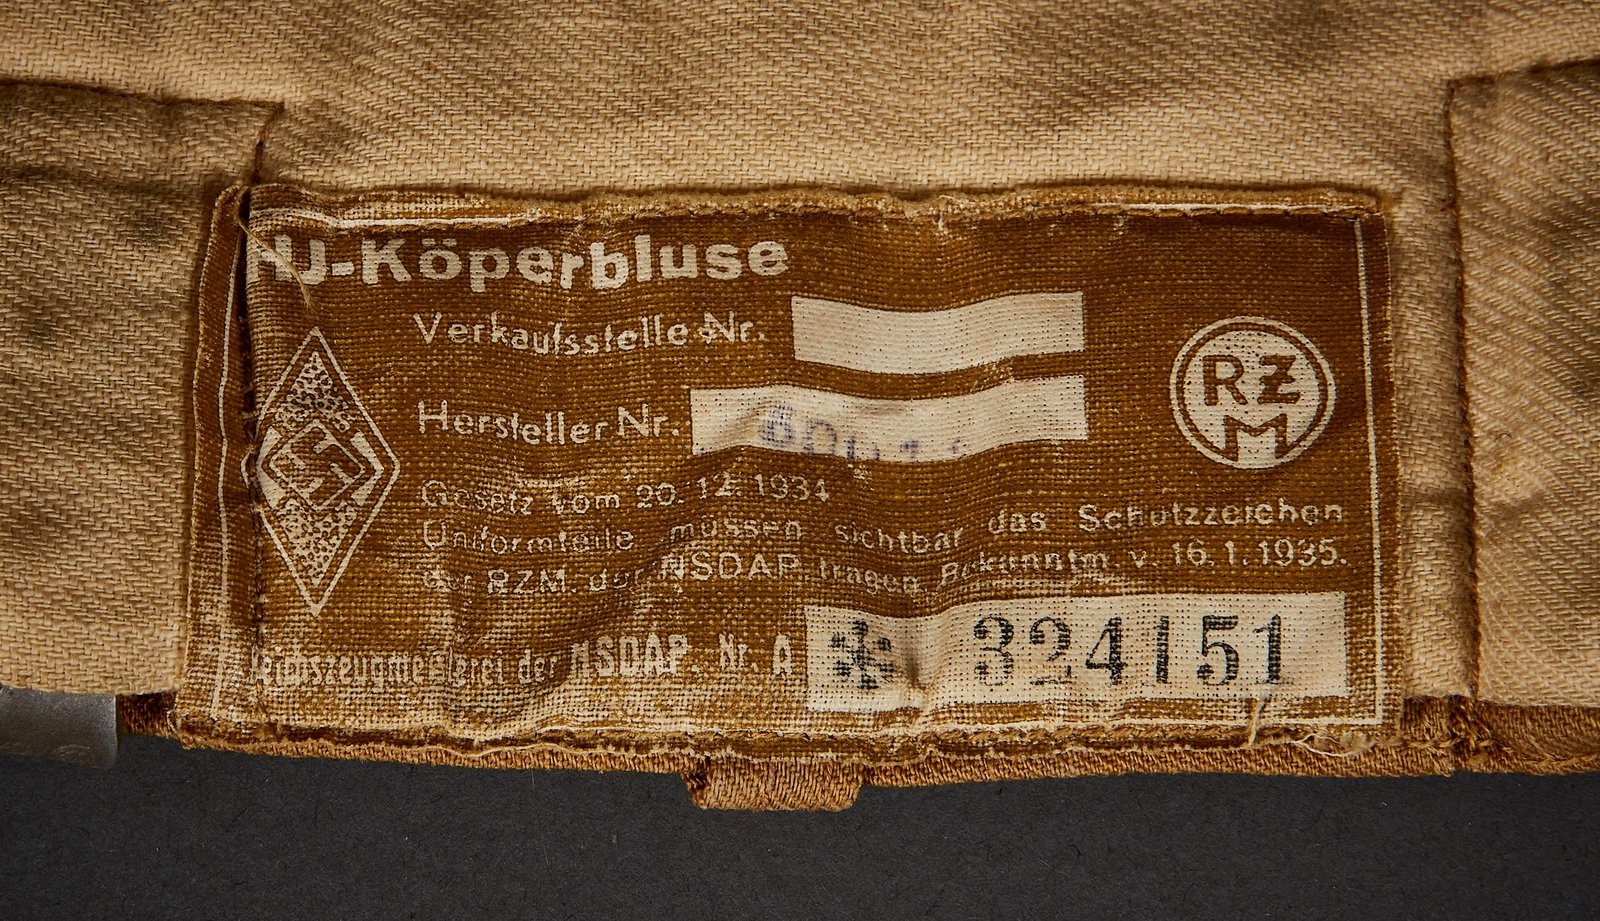 HJ-Köperbluse
Verkaufsstelle Nr.
Hersteller Nr.
RZM
Gesetz vom 20.12.1934
Uniformteile müssen sichtbar das Schutzzeichen
der RZM. der NSDAP. tragen. Bekanntm. v. 16.1.1935.
Reichszeugmeisterei der NSDAP. Nr. A * 324151